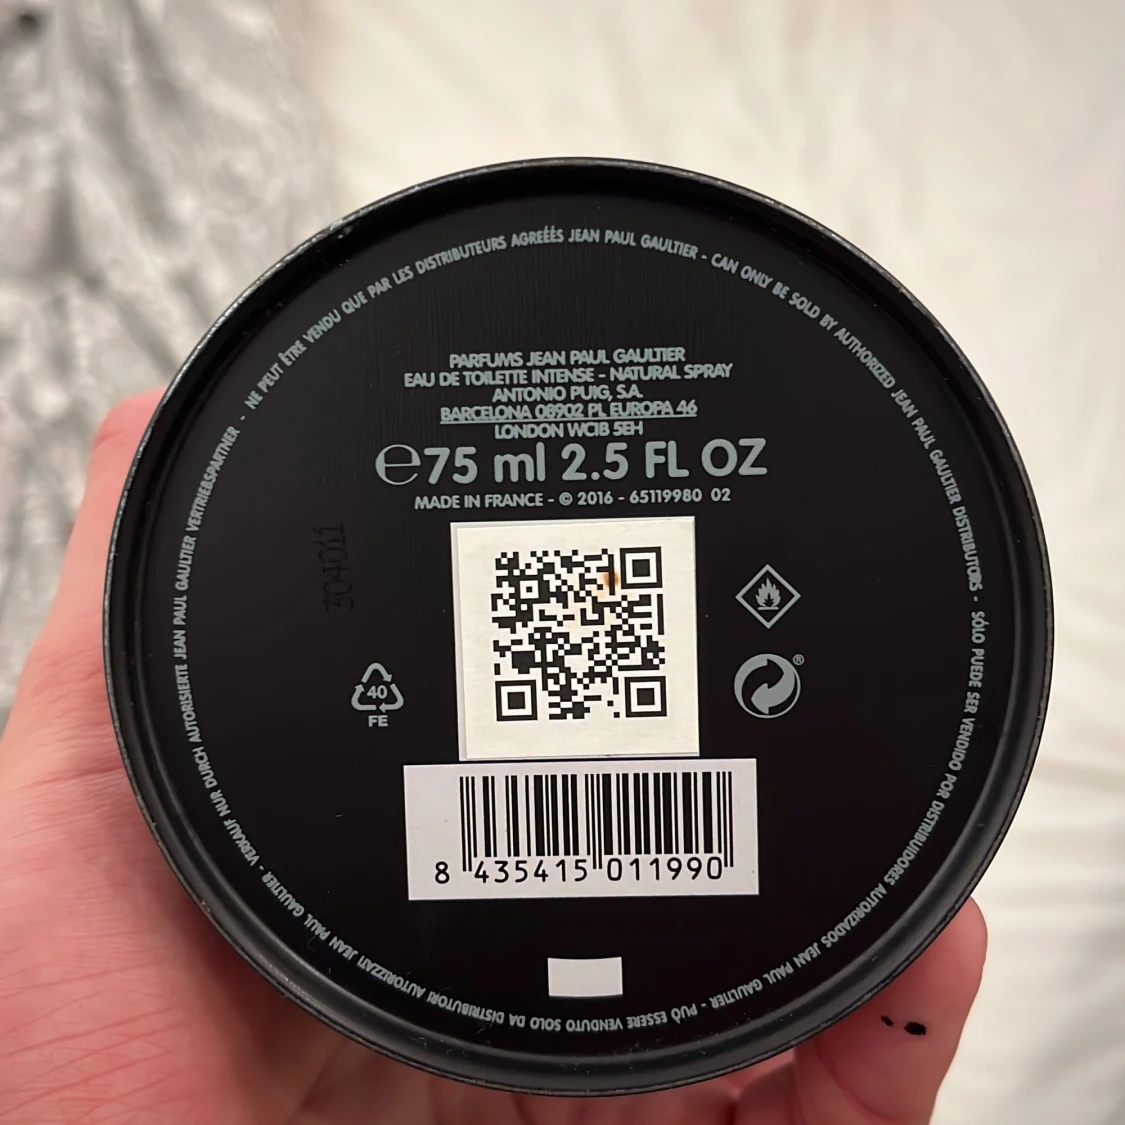 NE PEUT ÊTRE VENDU QUE PAR LES DISTRIBUTEURS AGREÉÉS JEAN PAUL GAULTIER - CAN ONLY BE SOLD BY AUTHORIZED JEAN PAUL GAULTIER DISTRIBUTORS - SÓLO PUEDE SER VENDIDO POR DISTRIBUIDORES AUTORIZADOS JEAN PAUL GAULTIER - PUÒ ESSERE VENDUTO SOLO DA DISTRIBUTORI AUTORIZZATI JEAN PAUL GAULTIER - VERKAUF NUR DURCH AUTORISIERTE JEAN PAUL GAULTIER VERTRIEBSPARTNER -
PARFUMS JEAN PAUL GAULTIER
EAU DE TOILETTE INTENSE - NATURAL SPRAY
ANTONIO PUIG, S.A.
BARCELONA 08902 PL EUROPA 46
LONDON WC1B 5EH
℮75 ml 2.5 FL OZ
MADE IN FRANCE - © 2016 - 65119980 02
304011
40
FE
®
8 435415 011990